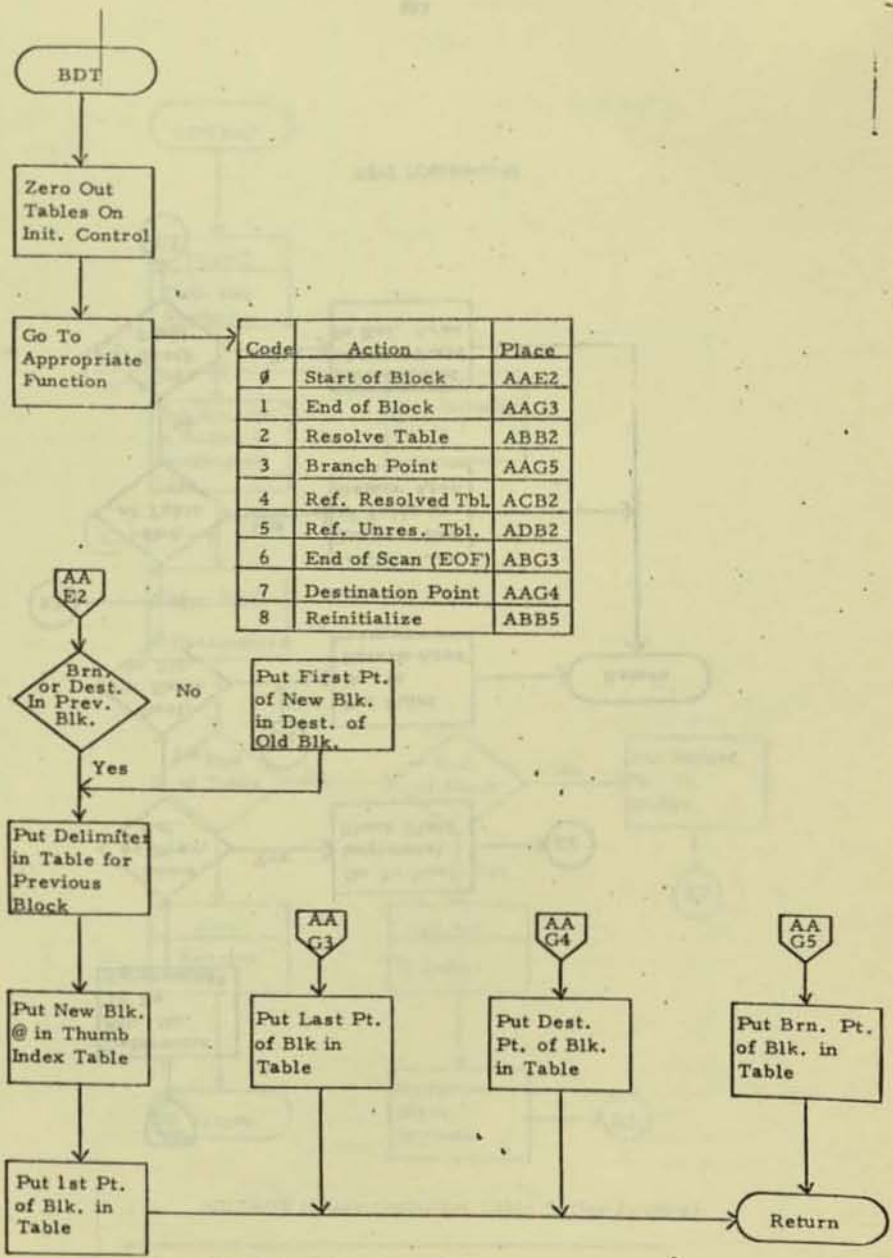 BDT
Zero Out
Tables On
Init. Control
Go To
Appropriate
Function
Code Action Place
0 Start of Block AAE2
1 End of Block AAG3
2 Resolve Table ABB2
3 Branch Point AAG5
4 Ref. Resolved Tbl. ACB2
5 Ref. Unres. Tbl. ADB2
6 End of Scan (EOF) ABG3
7 Destination Point AAG4
8 Reinitialize ABB5
AA
E2
Brn.
or Dest.
In Prev.
Blk.
No
Yes
Put First Pt.
of New Blk.
in Dest. of
Old Blk.
Put Delimiter
in Table for
Previous
Block
Put New Blk.
@ in Thumb
Index Table
Put 1st Pt.
of Blk. in
Table
AA
G3
Put Last Pt.
of Blk in
Table
AA
G4
Put Dest.
Pt. of Blk.
in Table
AA
G5
Put Brn. Pt.
of Blk. in
Table
Return